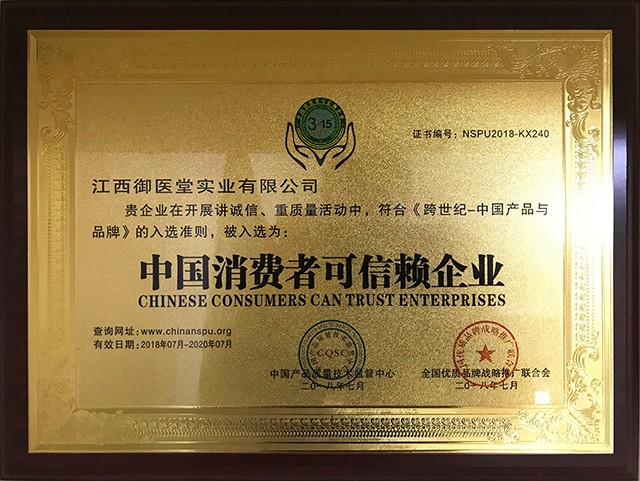 3·15
证书编号：NSPU2018-KX240
江西御医堂实业有限公司
贵企业在开展讲诚信、重质量活动中，符合《跨世纪-中国产品与
品牌》的入选准则，被入选为：
中国消费者可信赖企业
CHINESE CONSUMERS CAN TRUST ENTERPRISES
查询网址：www.chinanspu.org
有效日期：2018年07月-2020年07月
CQSC
中国产品质量技术监督中心
二〇一八年七月
全国优质品牌战略推广联合会
二〇一八年七月